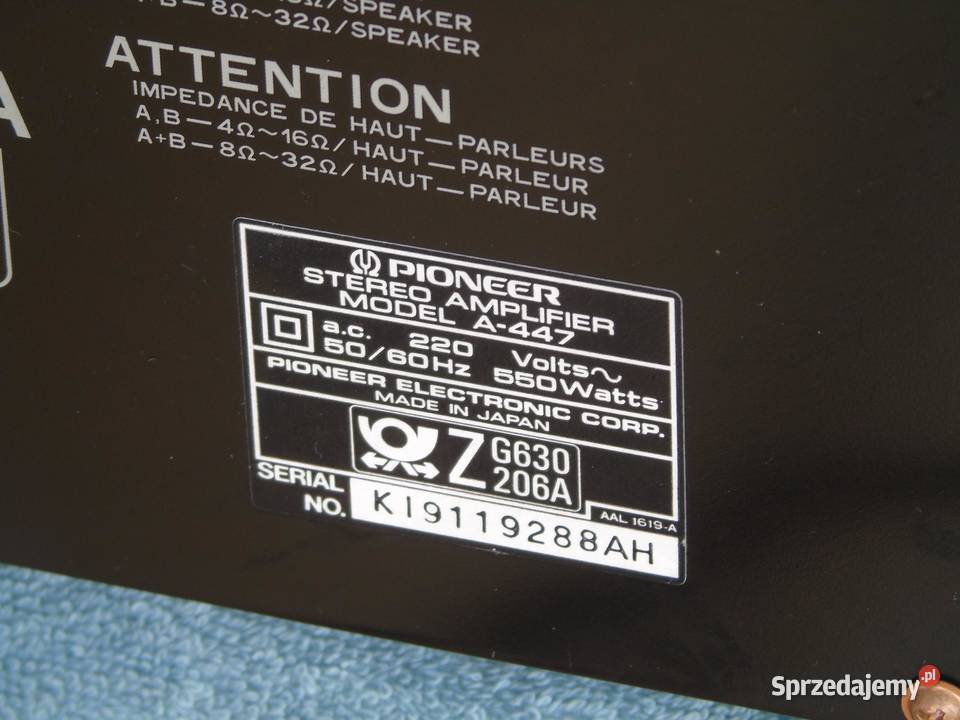 Ω/SPEAKER
+B—8Ω~32Ω/SPEAKER
ATTENTION
IMPEDANCE DE HAUT—PARLEURS
A,B—4Ω~16Ω/HAUT—PARLEUR
A+B—8Ω~32Ω/HAUT—PARLEUR
A
PIONEER
STEREO AMPLIFIER
MODEL A-447
a.c. 220 Volts~
50/60Hz 550Watts
PIONEER ELECTRONIC CORP.
MADE IN JAPAN
Z G630
206A
AAL 1619-A
SERIAL
NO. KI9119288AH
Sprzedajemy.pl